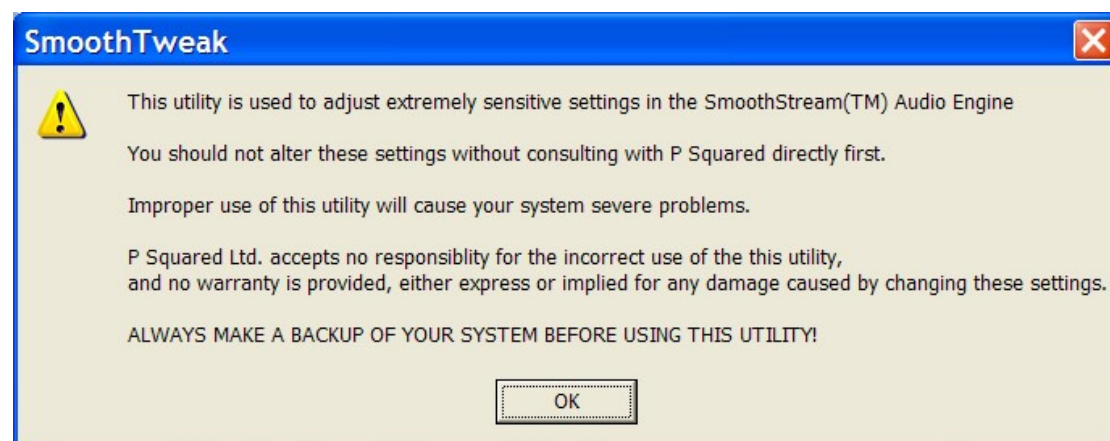 SmoothTweak
This utility is used to adjust extremely sensitive settings in the SmoothStream(TM) Audio Engine
You should not alter these settings without consulting with P Squared directly first.
Improper use of this utility will cause your system severe problems.
P Squared Ltd. accepts no responsiblity for the incorrect use of the this utility,
and no warranty is provided, either express or implied for any damage caused by changing these settings.
ALWAYS MAKE A BACKUP OF YOUR SYSTEM BEFORE USING THIS UTILITY!
OK